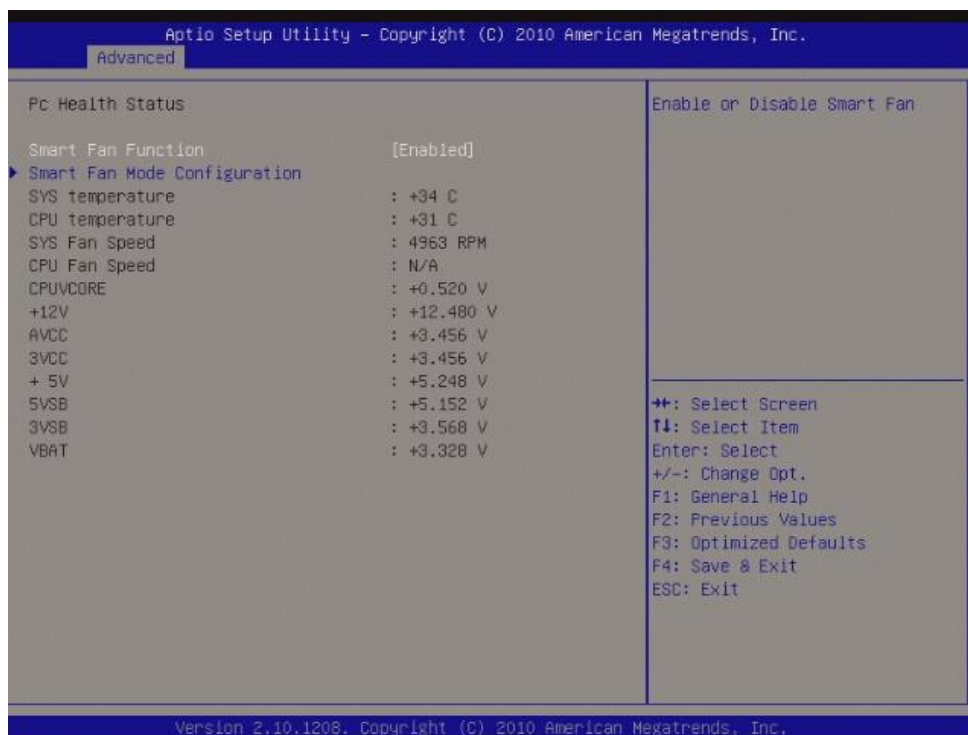 Aptio Setup Utility – Copyright (C) 2010 American Megatrends, Inc.
Advanced
Pc Health Status
Smart Fan Function [Enabled]
Smart Fan Mode Configuration
SYS temperature : +34 C
CPU temperature : +31 C
SYS Fan Speed : 4963 RPM
CPU Fan Speed : N/A
CPUVCORE : +0.520 V
+12V : +12.480 V
AVCC : +3.456 V
3VCC : +3.456 V
+ 5V : +5.248 V
5VSB : +5.152 V
3VSB : +3.568 V
VBAT : +3.328 V
Enable or Disable Smart Fan
→←: Select Screen
↑↓: Select Item
Enter: Select
+/-: Change Opt.
F1: General Help
F2: Previous Values
F3: Optimized Defaults
F4: Save & Exit
ESC: Exit
Version 2.10.1208. Copyright (C) 2010 American Megatrends, Inc.